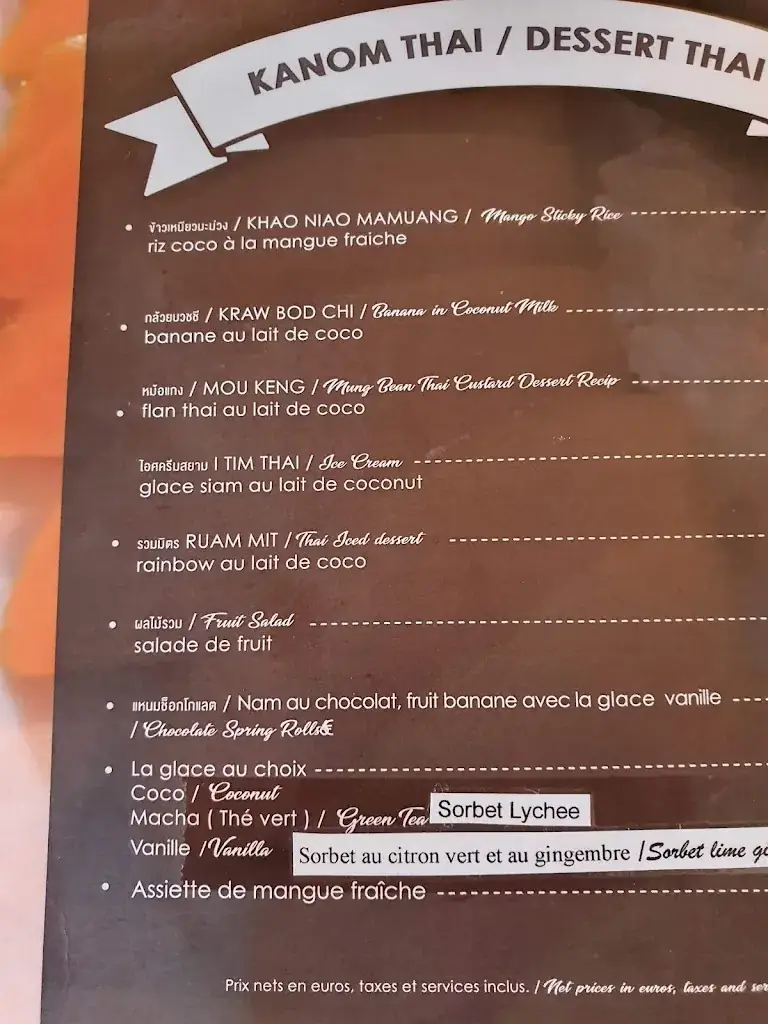 KANOM THAI / DESSERT THAI
• ข้าวเหนียวมะม่วง / KHAO NIAO MAMUANG / Mango Sticky Rice
riz coco à la mangue fraiche
• กล้วยบวชชี / KRAW BOD CHI / Banana in Coconut Milk
banane au lait de coco
หม้อแกง / MOU KENG / Mung Bean Thai Custard Dessert Recip
• flan thai au lait de coco
ไอศครีมสยาม I TIM THAI / Ice Cream
glace siam au lait de coconut
• รวมมิตร RUAM MIT / Thai Iced dessert
rainbow au lait de coco
• ผลไม้รวม / Fruit Salad
salade de fruit
• แหนมช็อกโกแลต / Nam au chocolat, fruit banane avec la glace vanille
/ Chocolate Spring Rolls
• La glace au choix
Coco / Coconut
Macha ( Thé vert ) / Green Tea Sorbet Lychee
Vanille / Vanilla Sorbet au citron vert et au gingembre / Sorbet lime
• Assiette de mangue fraîche
Prix nets en euros, taxes et services inclus. / Net prices in euros, taxes and